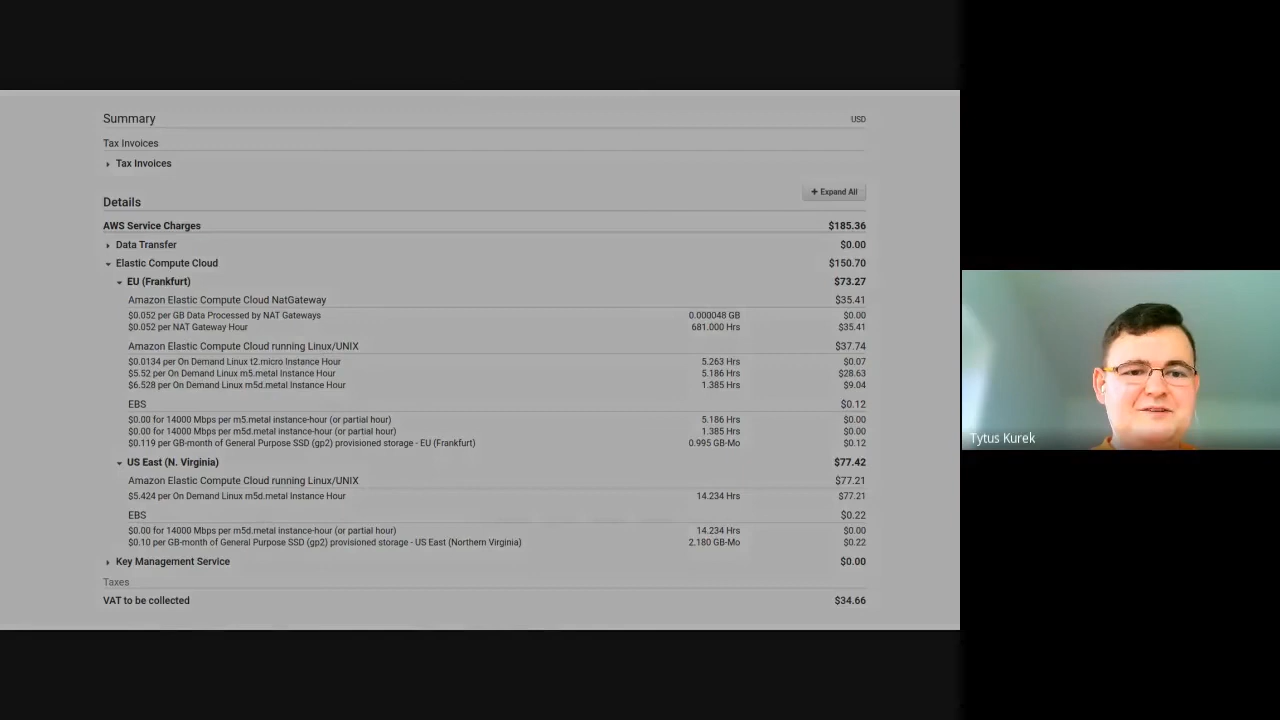 Summary USD
Tax Invoices
Tax Invoices
+ Expand All
Details
AWS Service Charges $185.36
Data Transfer $0.00
Elastic Compute Cloud $150.70
EU (Frankfurt) $73.27
Amazon Elastic Compute Cloud NatGateway $35.41
$0.052 per GB Data Processed by NAT Gateways 0.000048 GB $0.00
$0.052 per NAT Gateway Hour 681.000 Hrs $35.41
Amazon Elastic Compute Cloud running Linux/UNIX $37.74
$0.0134 per On Demand Linux t2.micro Instance Hour 5.263 Hrs $0.07
$5.52 per On Demand Linux m5.metal Instance Hour 5.186 Hrs $28.63
$6.528 per On Demand Linux m5d.metal Instance Hour 1.385 Hrs $9.04
EBS $0.12
$0.00 for 14000 Mbps per m5.metal instance-hour (or partial hour) 5.186 Hrs $0.00
$0.00 for 14000 Mbps per m5d.metal instance-hour (or partial hour) 1.385 Hrs $0.00
$0.119 per GB-month of General Purpose SSD (gp2) provisioned storage - EU (Frankfurt) 0.995 GB-Mo $0.12
US East (N. Virginia) $77.42
Amazon Elastic Compute Cloud running Linux/UNIX $77.21
$5.424 per On Demand Linux m5d.metal Instance Hour 14.234 Hrs $77.21
EBS $0.22
$0.00 for 14000 Mbps per m5d.metal instance-hour (or partial hour) 14.234 Hrs $0.00
$0.10 per GB-month of General Purpose SSD (gp2) provisioned storage - US East (Northern Virginia) 2.180 GB-Mo $0.22
Key Management Service $0.00
Taxes
VAT to be collected $34.66
Tytus Kurek